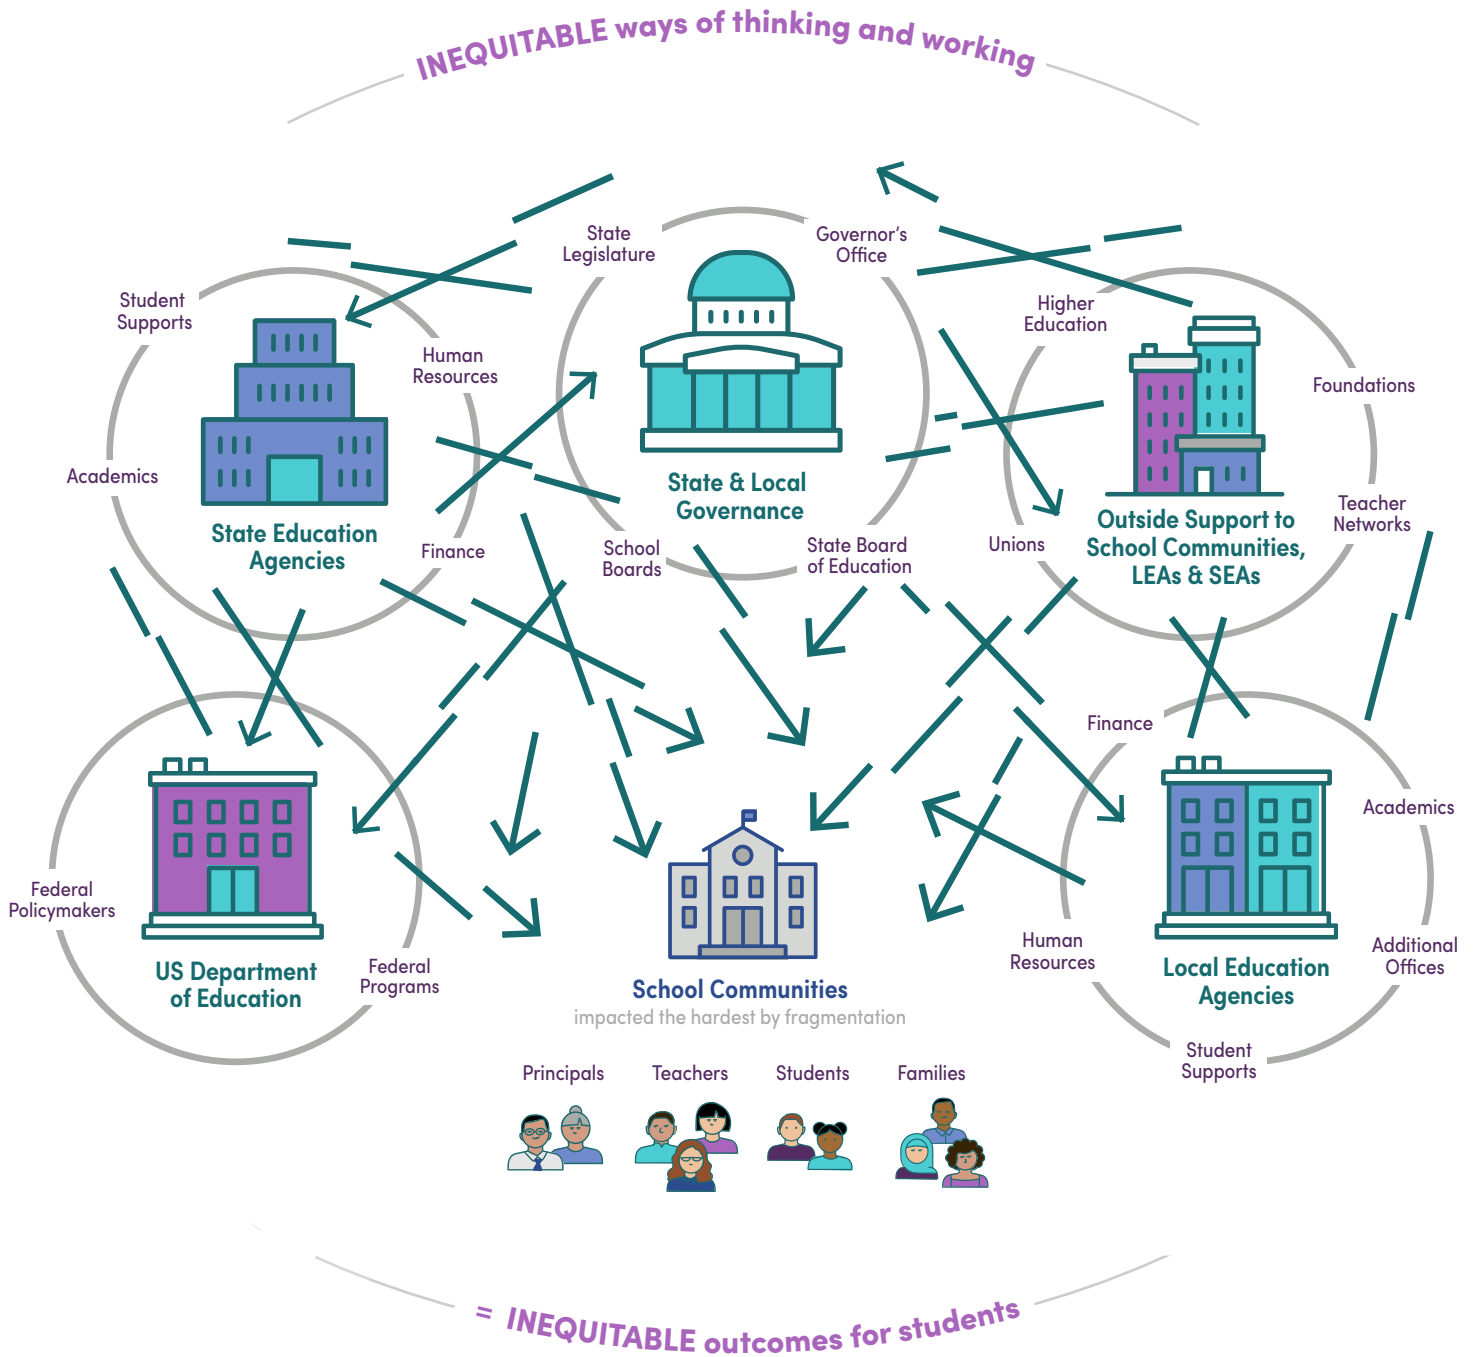 INEQUITABLE ways of thinking and working
State
Legislature
Governor's
Office
Student
Supports
Human
Resources
Academics
Finance
State Education
Agencies
State & Local
Governance
School
Boards
State Board
of Education
Higher
Education
Foundations
Teacher
Networks
Unions
Outside Support to
School Communities,
LEAs & SEAs
Federal
Policymakers
US Department
of Education
Federal
Programs
School Communities
impacted the hardest by fragmentation
Principals
Teachers
Students
Families
Finance
Academics
Human
Resources
Additional
Offices
Local Education
Agencies
Student
Supports
= INEQUITABLE outcomes for students